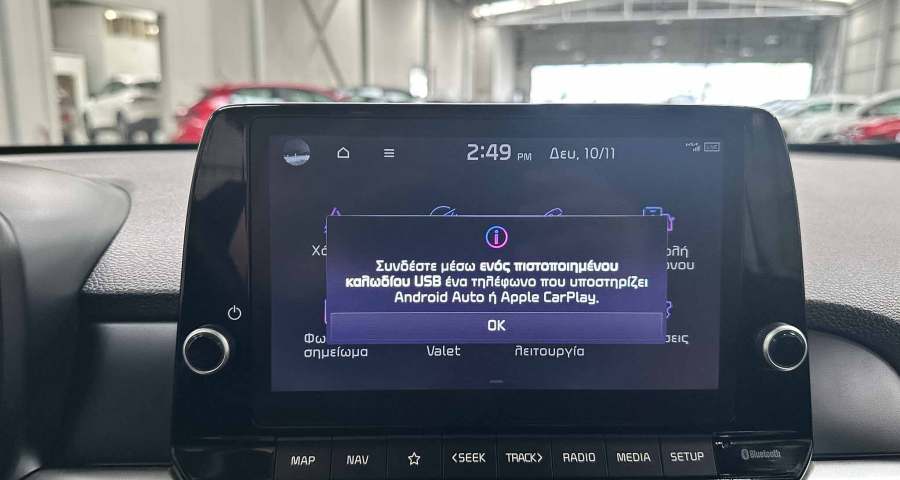 2:49 PM Δευ, 10/11
Συνδέστε μέσω ενός πιστοποιημένου
καλωδίου USB ένα τηλέφωνο που υποστηρίζει
Android Auto ή Apple CarPlay.
OK
σημείωμα Valet λειτουργία
MAP NAV <SEEK TRACK> RADIO MEDIA SETUP Bluetooth